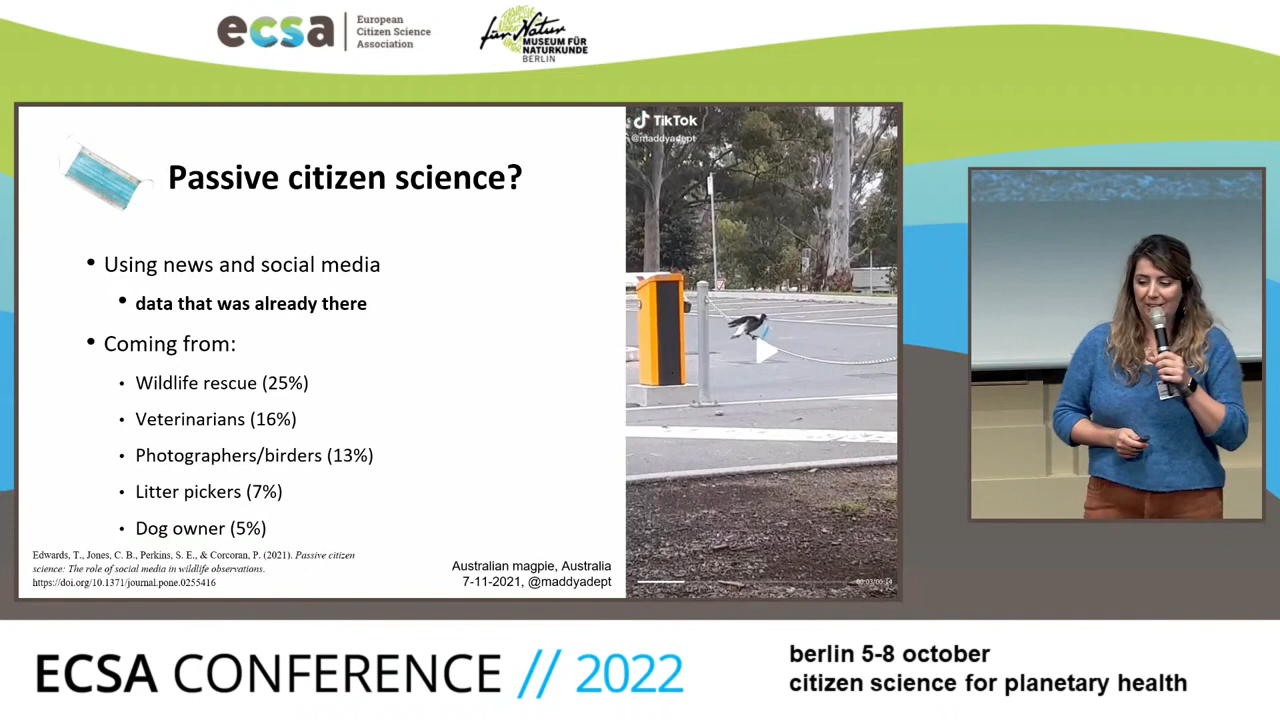 ecsa
European
Citizen Science
Association
für Natur
MUSEUM FÜR
NATURKUNDE
BERLIN
Passive citizen science?
• Using news and social media
• data that was already there
• Coming from:
• Wildlife rescue (25%)
• Veterinarians (16%)
• Photographers/birders (13%)
• Litter pickers (7%)
• Dog owner (5%)
Edwards, T., Jones, C. B., Perkins, S. E., & Corcoran, P. (2021). Passive citizen
science: The role of social media in wildlife observations.
https://doi.org/10.1371/journal.pone.0255416
Australian magpie, Australia
7-11-2021, @maddyadept
TikTok
@maddyadept
00:03/00:14
ECSA CONFERENCE // 2022
berlin 5-8 october
citizen science for planetary health